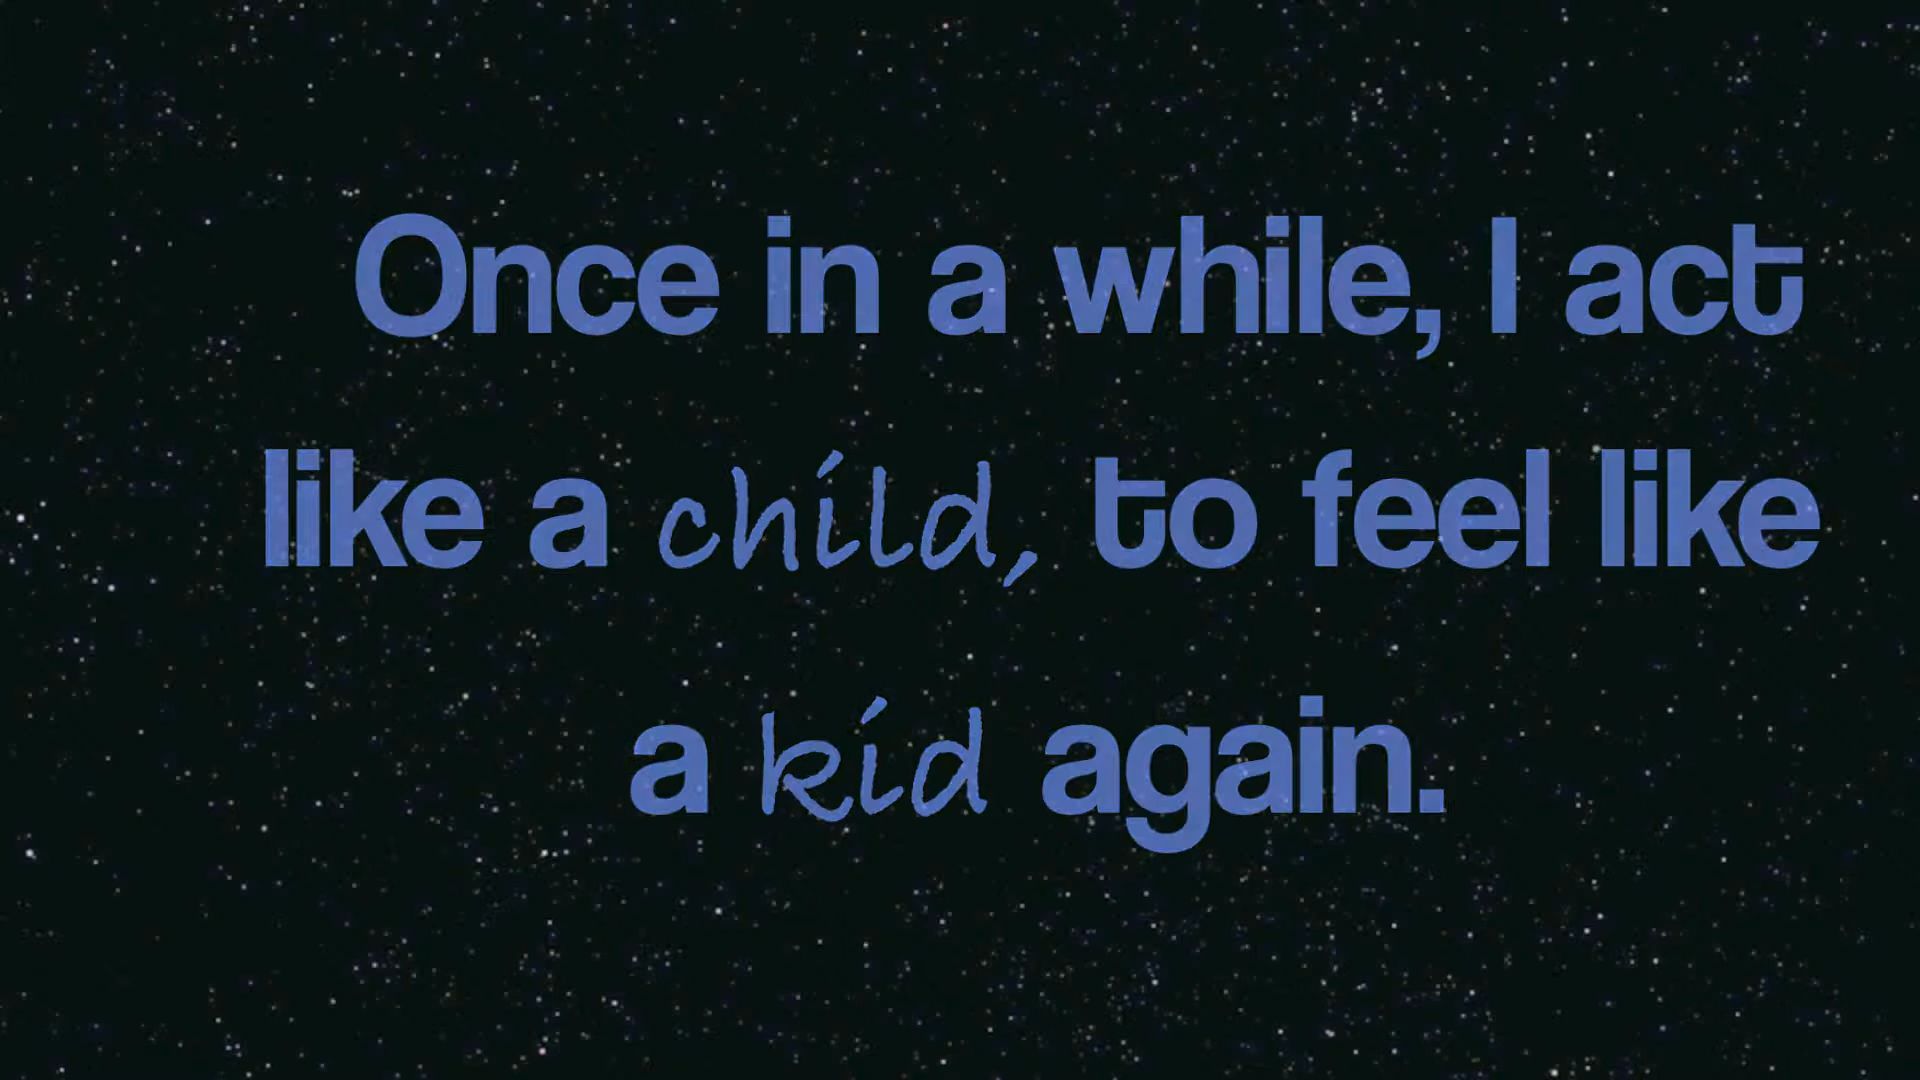 Once in a while, I act
like a child, to feel like
a kid again.